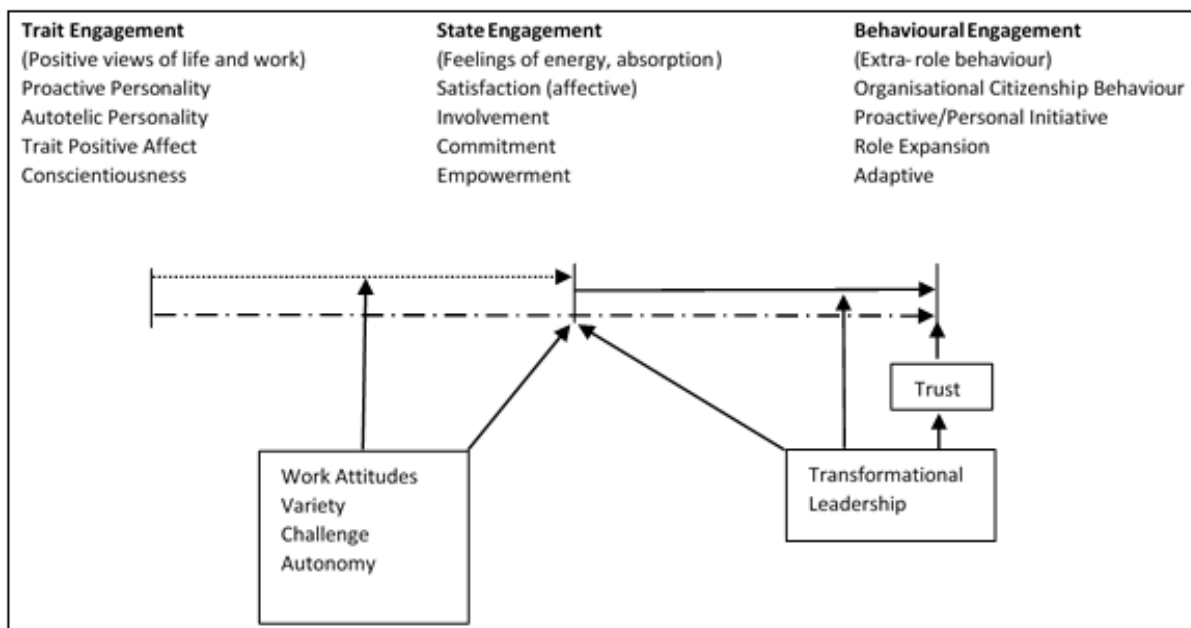 Trait Engagement
(Positive views of life and work)
Proactive Personality
Autotelic Personality
Trait Positive Affect
Conscientiousness
State Engagement
(Feelings of energy, absorption)
Satisfaction (affective)
Involvement
Commitment
Empowerment
Behavioural Engagement
(Extra- role behaviour)
Organisational Citizenship Behaviour
Proactive/Personal Initiative
Role Expansion
Adaptive
Trust
Work Attitudes
Variety
Challenge
Autonomy
Transformational
Leadership